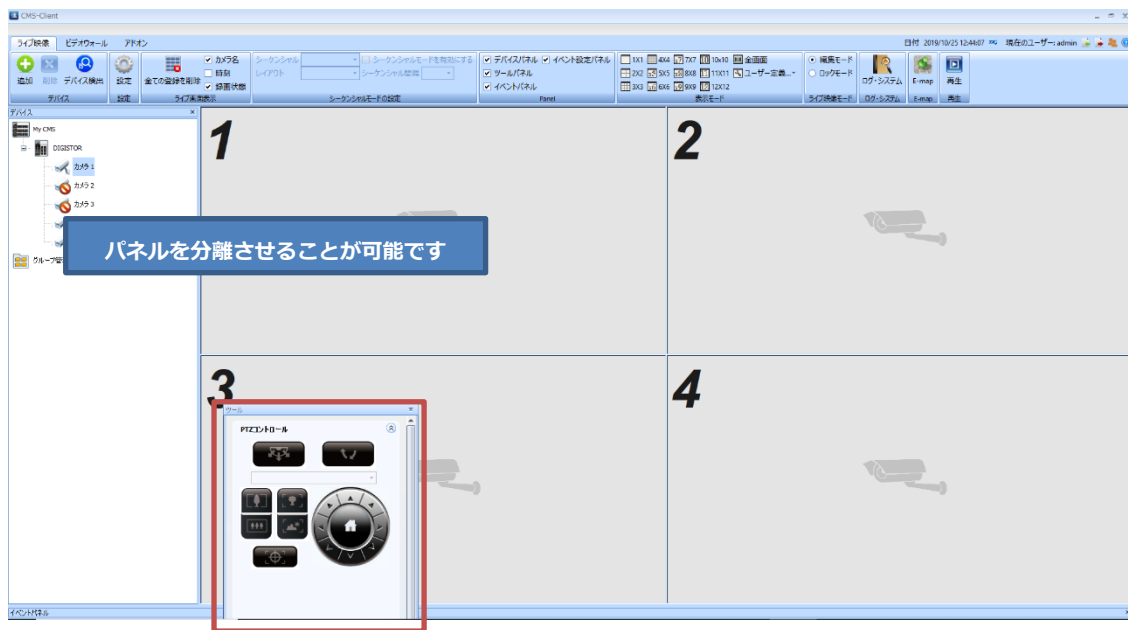 CMS-Client
ライブ映像 ビデオウォール アドオン
日付 2019/10/25 12:44:07 現在のユーザー: admin
追加 削除 デバイス検出 設定 全ての登録を削除
デバイス 設定 ライブ画面表示
カメラ名
時刻
録画状態
シーケンシャル シーケンシャルモードを有効にする
レイアウト シーケンシャル間隔
シーケンシャルモードの設定
デバイスパネル イベント設定パネル
ツールパネル
イベントパネル
Panel
1X1 4X4 7X7 10x10 全画面
2X2 5X5 8X8 11X11 ユーザー定義...
3X3 6X6 9X9 12X12
表示モード
編集モード
ロックモード
ライブ映像モード
ログ・システム E-map 再生
ログ・システム E-map 再生
デバイス
My CMS
DIGISTOR
カメラ 1
カメラ 2
カメラ 3
1
2
パネルを分離させることが可能です
3
4
ツール
PTZコントロール
イベントパネル